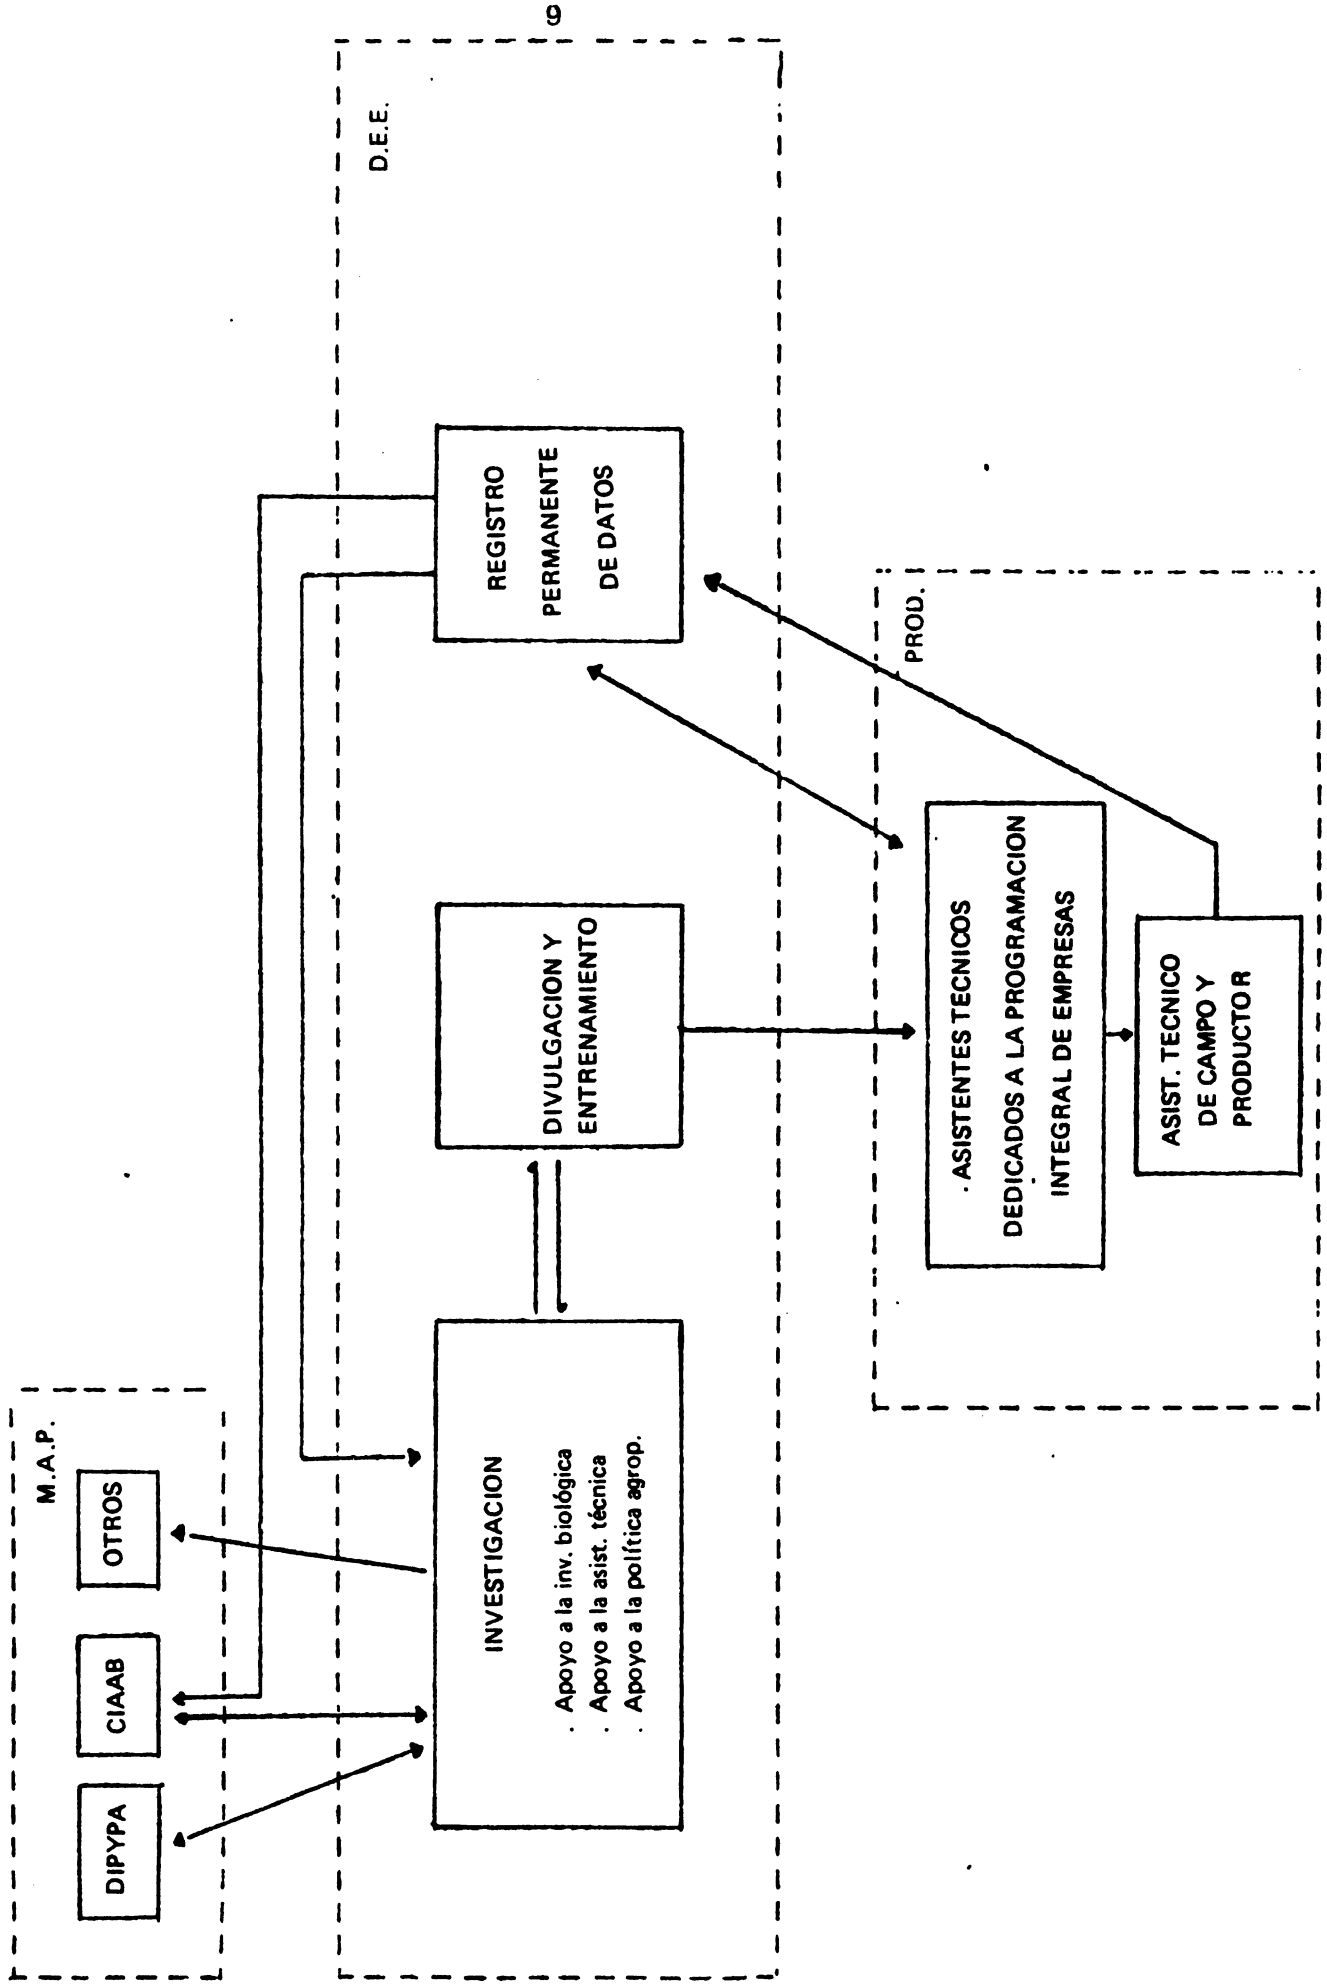 9
M.A.P.
DIPYPA
CIAAB
OTROS
D.E.E.
INVESTIGACION
. Apoyo a la inv. biológica
. Apoyo a la asist. técnica
. Apoyo a la política agrop.
DIVULGACION Y
ENTRENAMIENTO
REGISTRO
PERMANENTE
DE DATOS
PROD.
. ASISTENTES TECNICOS
DEDICADOS A LA PROGRAMACION
INTEGRAL DE EMPRESAS
ASIST. TECNICO
DE CAMPO Y
PRODUCTOR